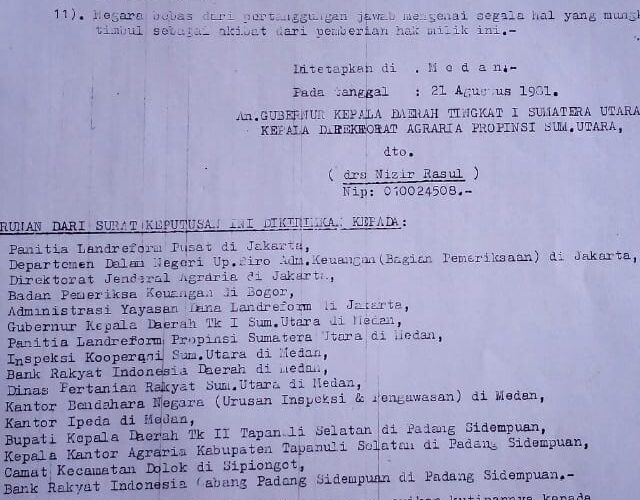 11). Negara bebas dari pertanggungan jawab mengenai segala hal yang mungk
timbul sebagai akibat dari pemberian hak milik ini.-
Ditetapkan di . M e d a n.-
Pada tanggal : 21 Agustus 1981.
An.GUBERNUR KEPALA DAERAH TINGKAT I SUMATERA UTARA
KEPALA DIREKTORAT AGRARIA PROPINSI SUM.UTARA,
dto.
( drs Nizir Rasul )
Nip: 010024508.-
RUNAN DARI SURAT KEPUTUSAN INI DIKIRIMKAN KEPADA:
Panitia Landreform Pusat di Jakarta,
Departemen Dalam Negeri Up.Biro Adm.Keuangan(Bagian Pemeriksaan) di Jakarta,
Direktorat Jenderal Agraria di Jakarta,
Badan Pemeriksa Keuangan di Bogor,
Administrasi Yayasan Dana Landreform di Jakarta,
Gubernur Kepala Daerah Tk I Sum.Utara di Medan,
Panitia Landreform Propinsi Sumatera Utara di Medan,
Inspeksi Kooperasi Sum.Utara di Medan,
Bank Rakyat Indonesia Daerah di Medan,
Dinas Pertanian Rakyat Sum.Utara di Medan,
Kantor Bendahara Negara (Urusan Inspeksi & Pengawasan) di Medan,
Kantor Ipeda di Medan,
Bupati Kepala Daerah Tk II Tapanuli Selatan di Padang Sidempuan,
Kepala Kantor Agraria Kabupaten Tapanuli Selatan di Padang Sidempuan,
Camat Kecamatan Dolok di Sipiongot,
Bank Rakyat Indonesia Cabang Padang Sidempuan di Padang Sidempuan.-
kutipannya kepada